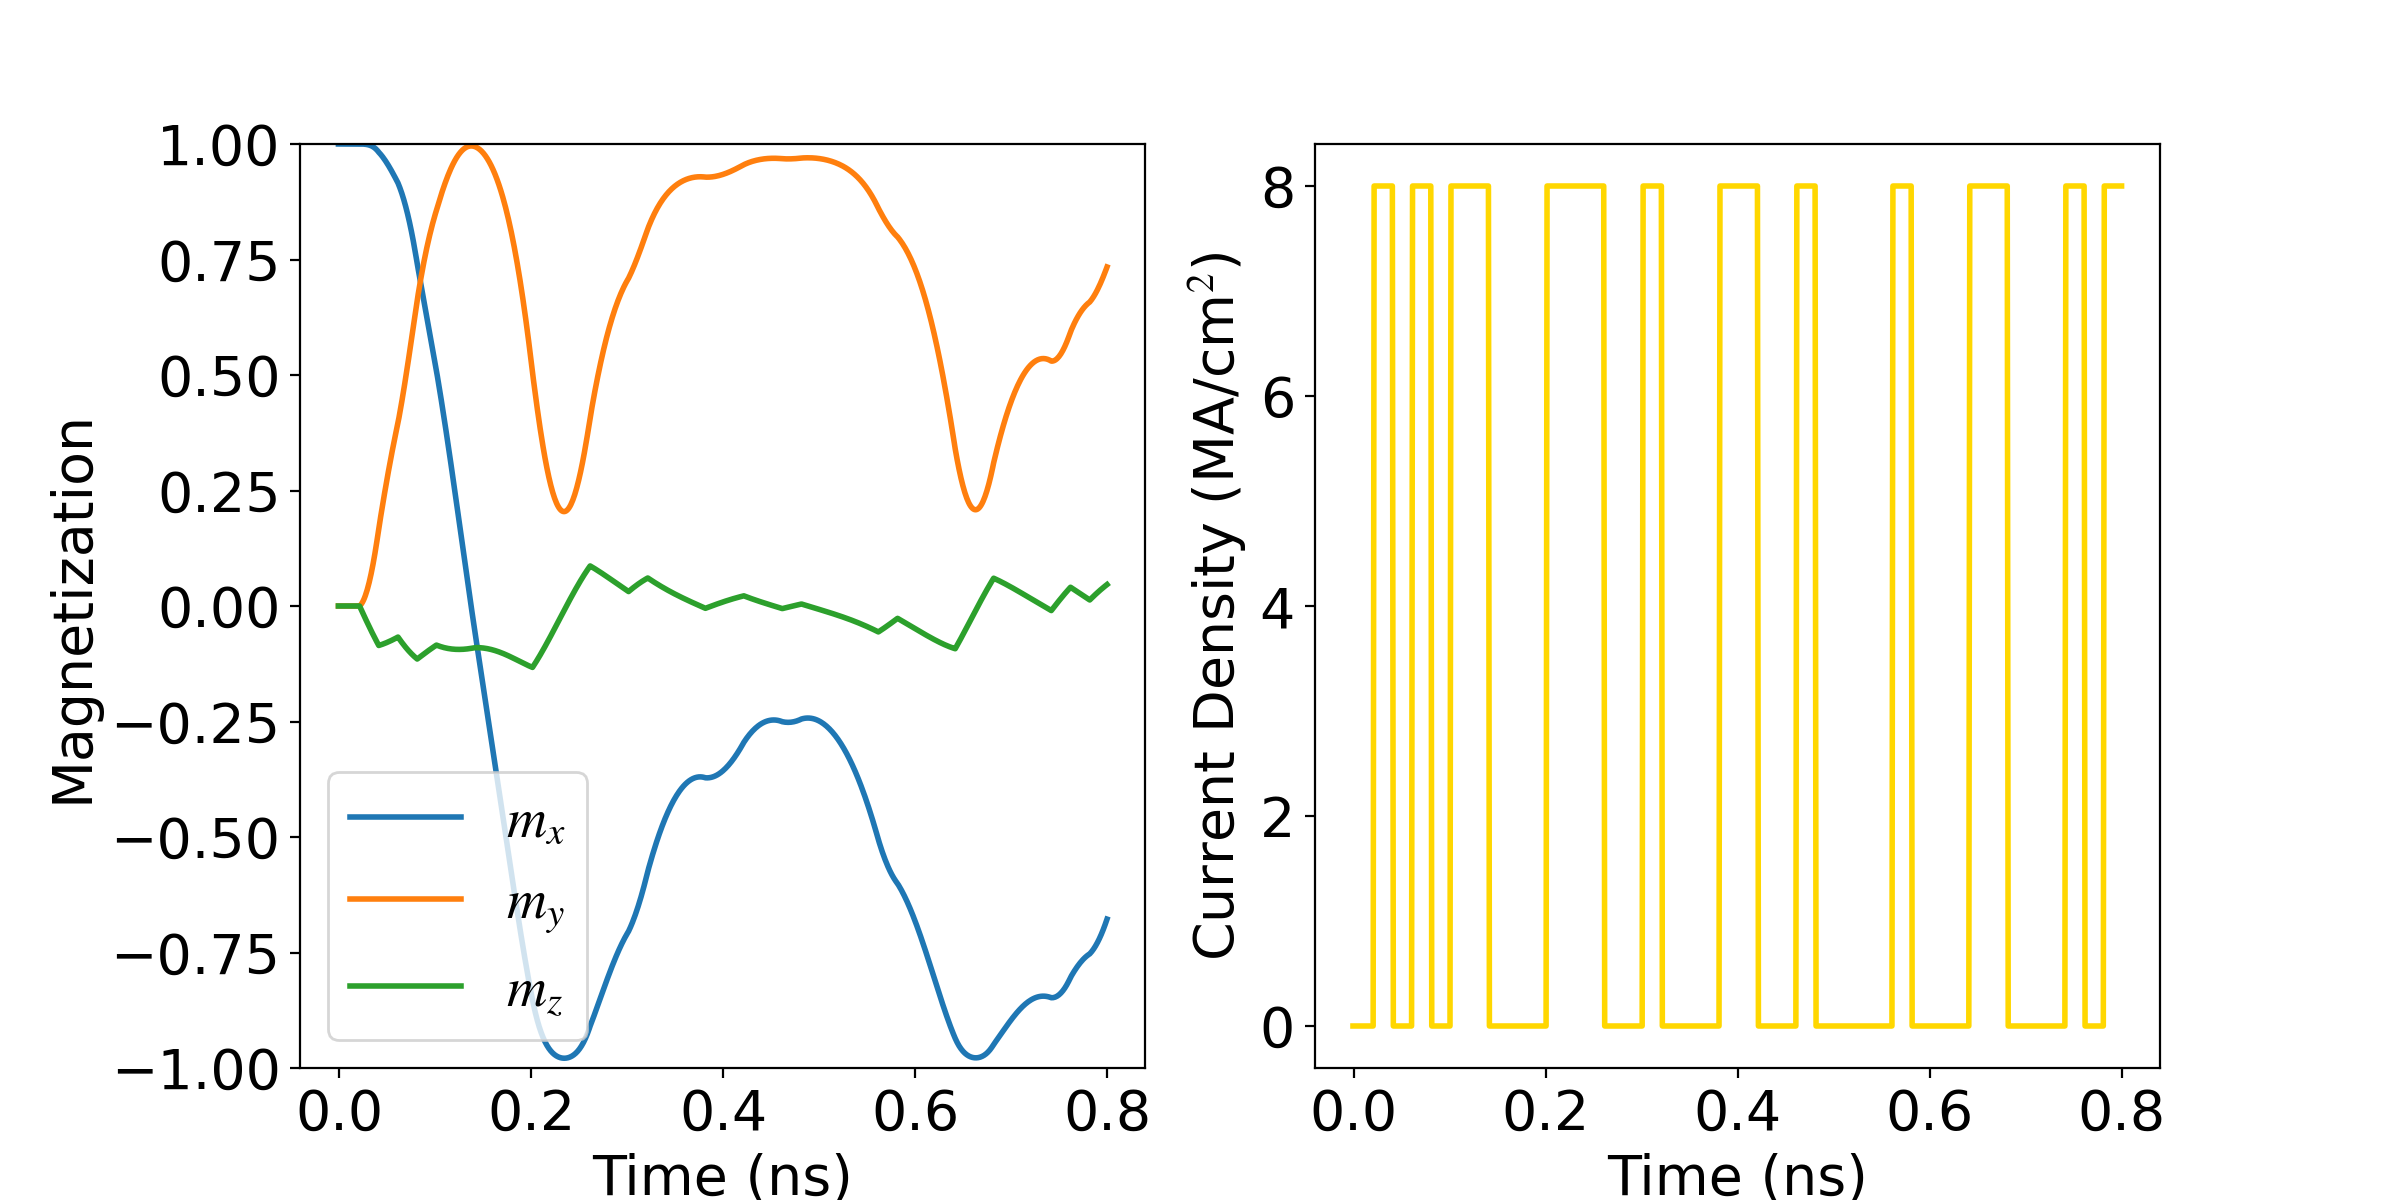 1.00
0.75
0.50
0.25
0.00
−0.25
−0.50
−0.75
−1.00
Magnetization
m_x
m_y
m_z
0.0 0.2 0.4 0.6 0.8
Time (ns)
8
6
4
2
0
Current Density (MA/cm²)
0.0 0.2 0.4 0.6 0.8
Time (ns)